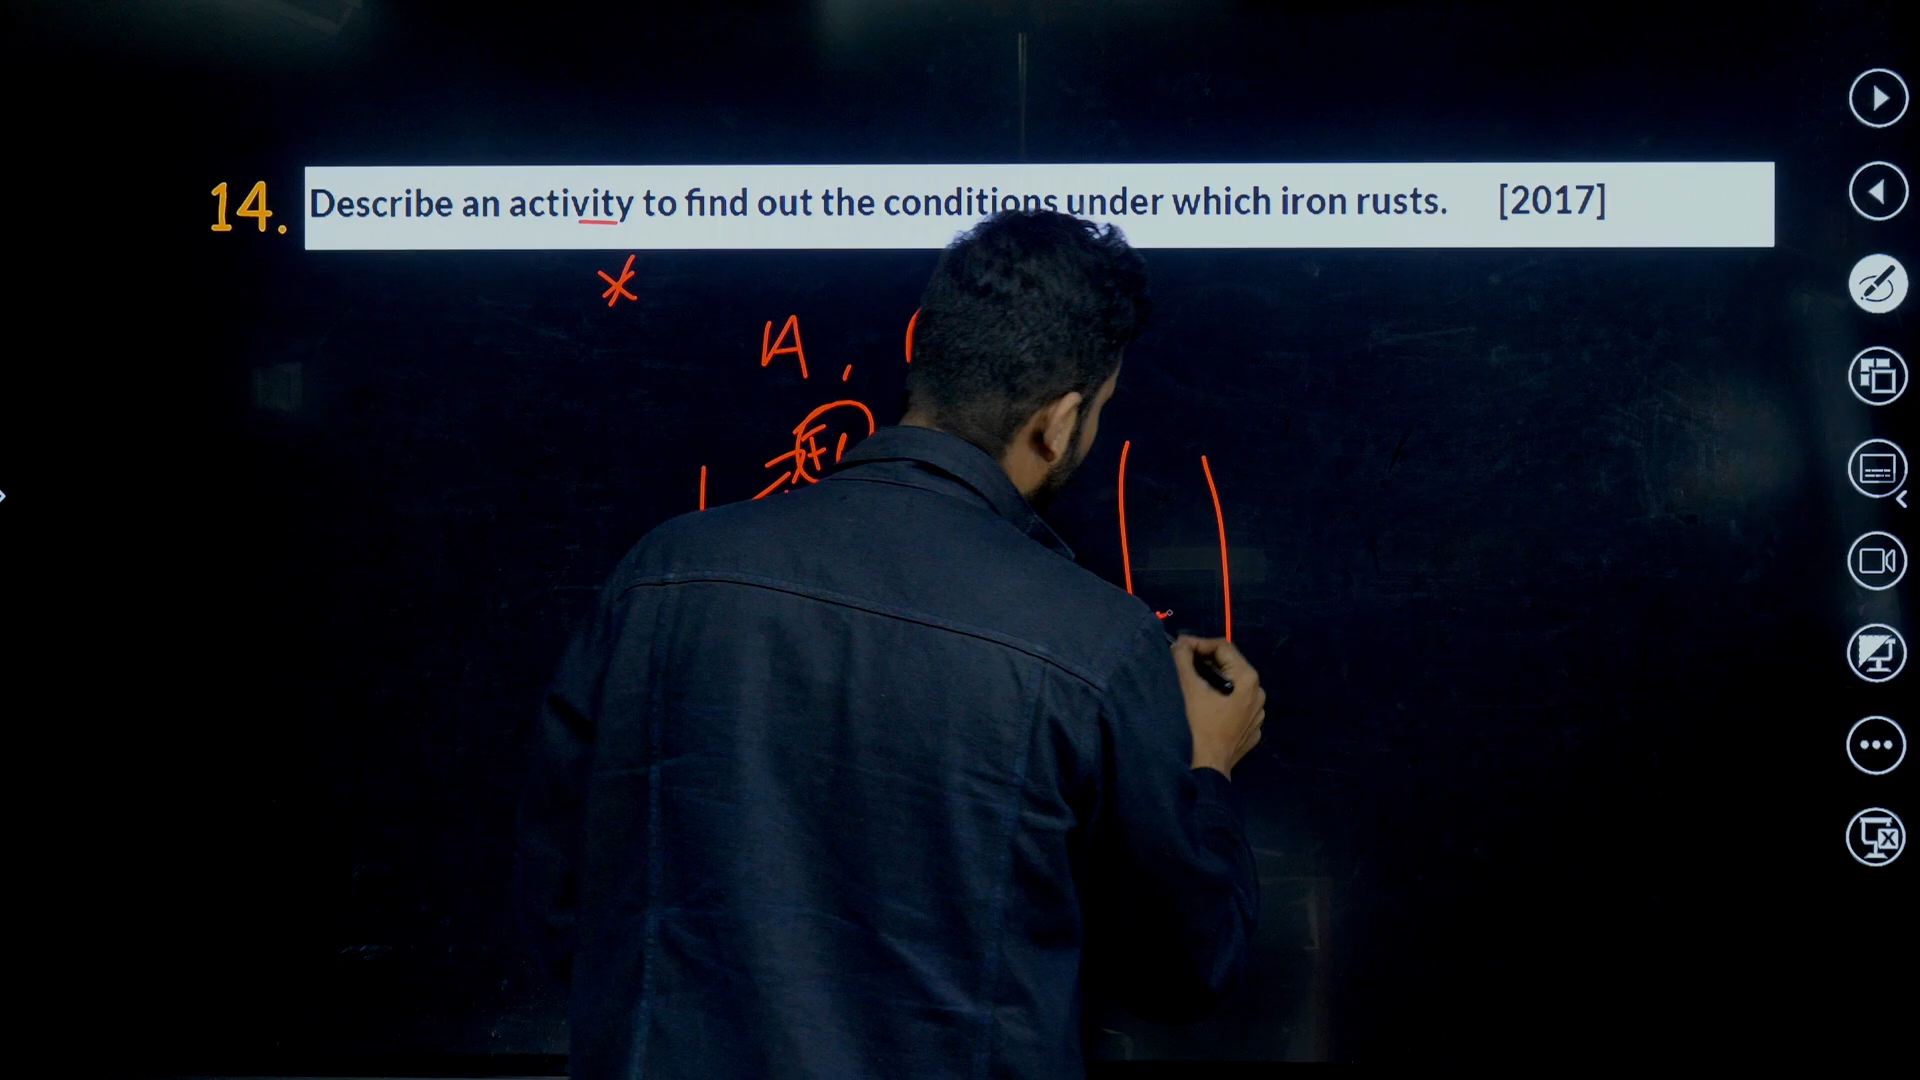 14. Describe an activity to find out the conditions under which iron rusts. [2017]
A,